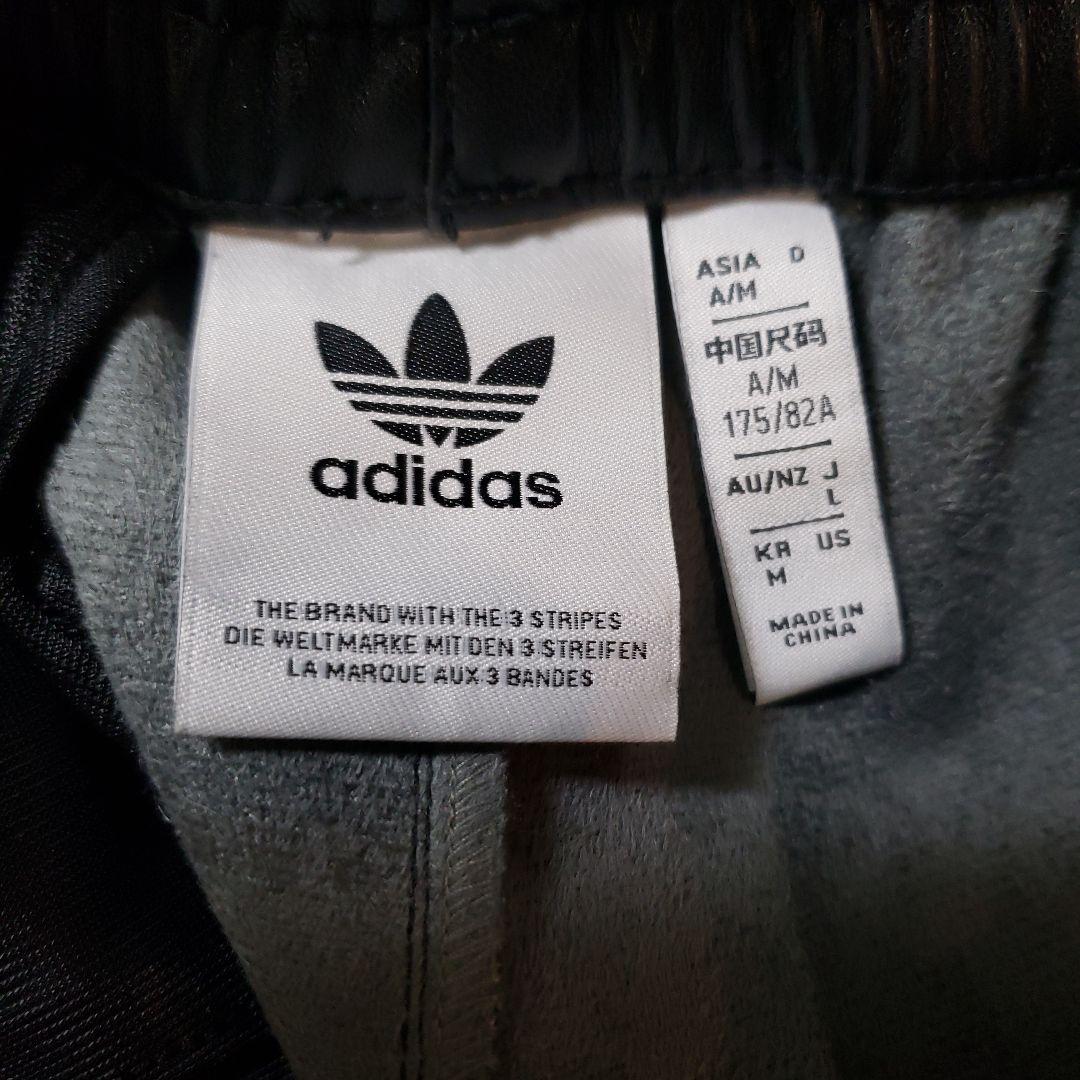 adidas
THE BRAND WITH THE 3 STRIPES
DIE WELTMARKE MIT DEN 3 STREIFEN
LA MARQUE AUX 3 BANDES
ASIA D
A/M
中国尺码
A/M
175/82A
AU/NZ J
L
KR US
M
MADE IN
CHINA